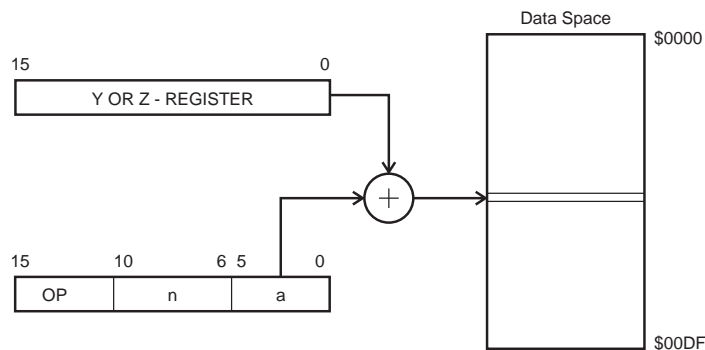 Data Space
$0000
15 0
Y OR Z - REGISTER
+
15 10 6 5 0
OP n a
$00DF